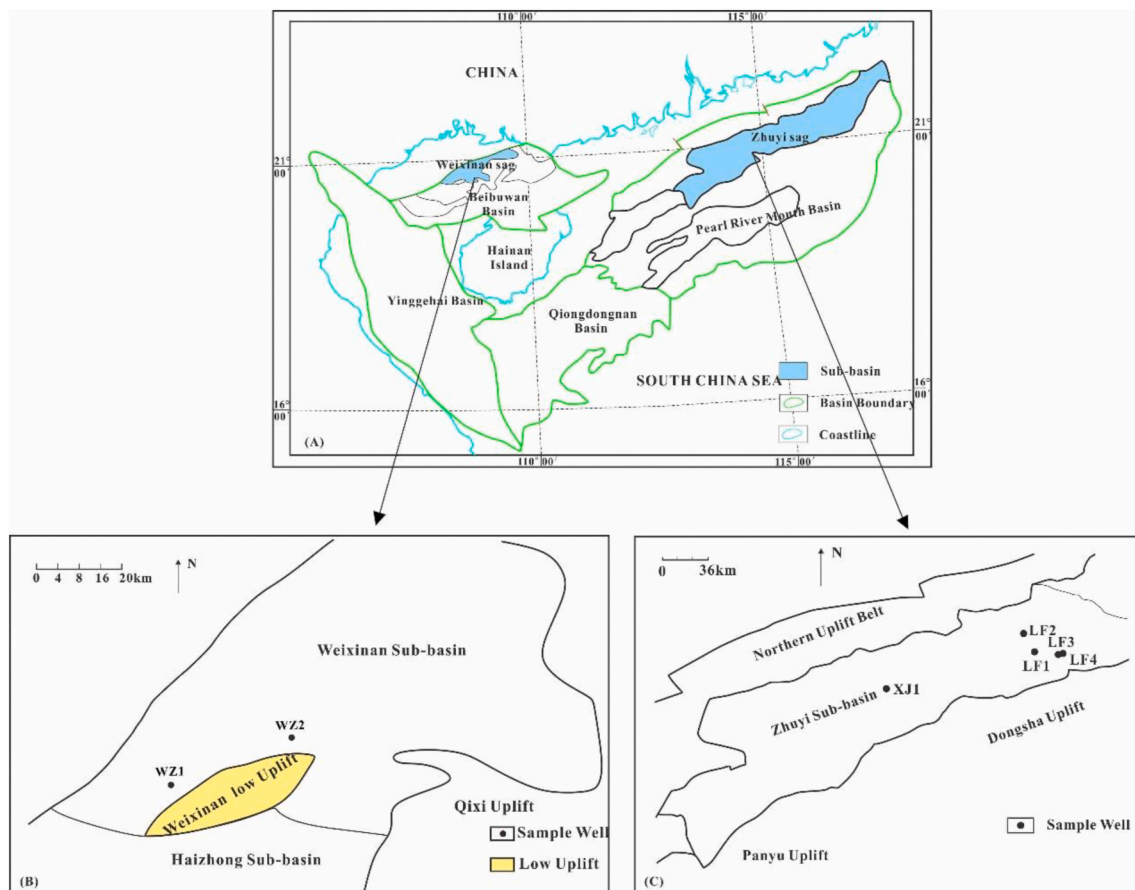 110° 00′
115° 00′
CHINA
21° 00′
Zhuyi sag
21° 00′
Weixinan sag
Beibuwan
Basin
Pearl River Mouth Basin
Hainan
Island
Yinggehai Basin
Qiongdongnan
Basin
SOUTH CHINA SEA
Sub-basin
16° 00′
Basin Boundary
16° 00′
Coastline
(A)
110° 00′
115° 00′
0 4 8 16 20km
N
Weixinan Sub-basin
WZ2
WZ1
Weixinan low Uplift
Qixi Uplift
Sample Well
Haizhong Sub-basin
Low Uplift
(B)
0 36km
N
Northern Uplift Belt
LF2
LF3
LF1
LF4
XJ1
Zhuyi Sub-basin
Dongsha Uplift
Sample Well
Panyu Uplift
(C)